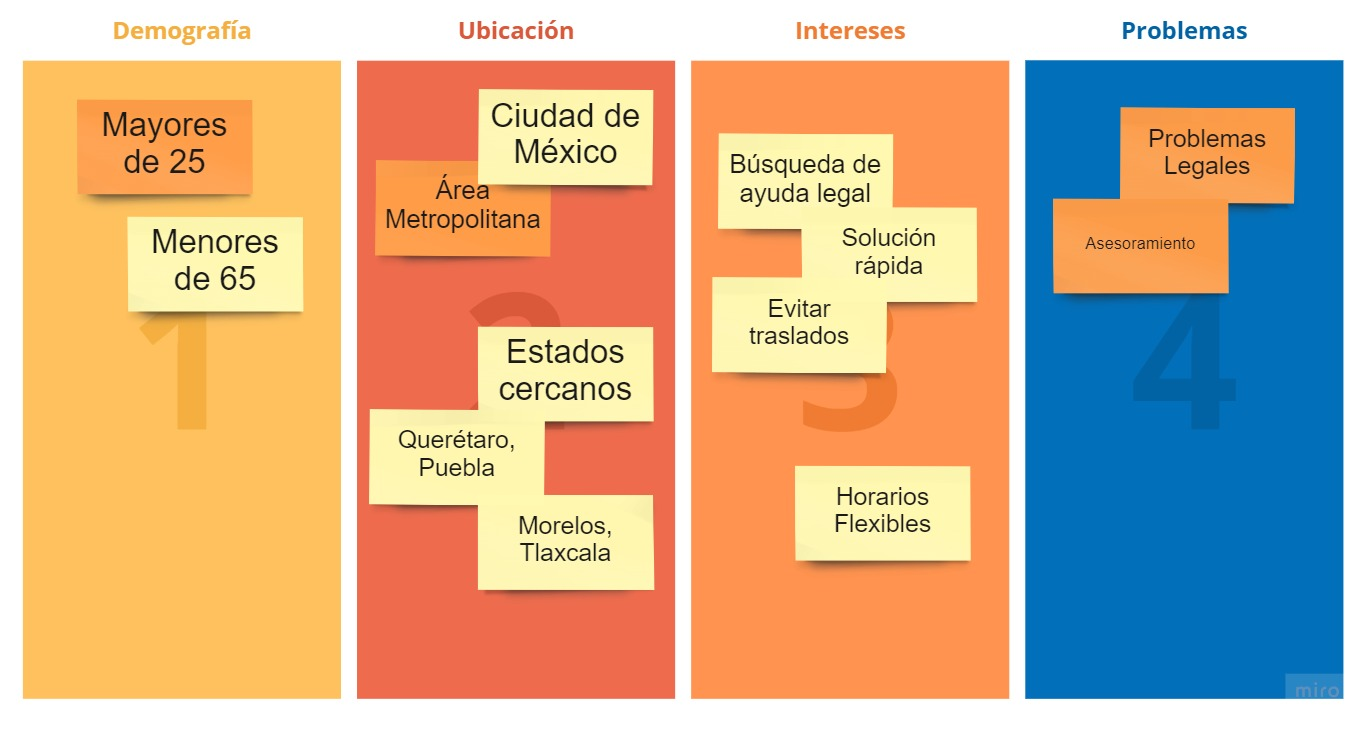 Demografía
Mayores
de 25
Menores
de 65
1
Ubicación
Ciudad de
México
Área
Metropolitana
2
Estados
cercanos
Querétaro,
Puebla
Morelos,
Tlaxcala
Intereses
Búsqueda de
ayuda legal
Solución
rápida
Evitar
traslados
3
Horarios
Flexibles
Problemas
Problemas
Legales
Asesoramiento
4
miro